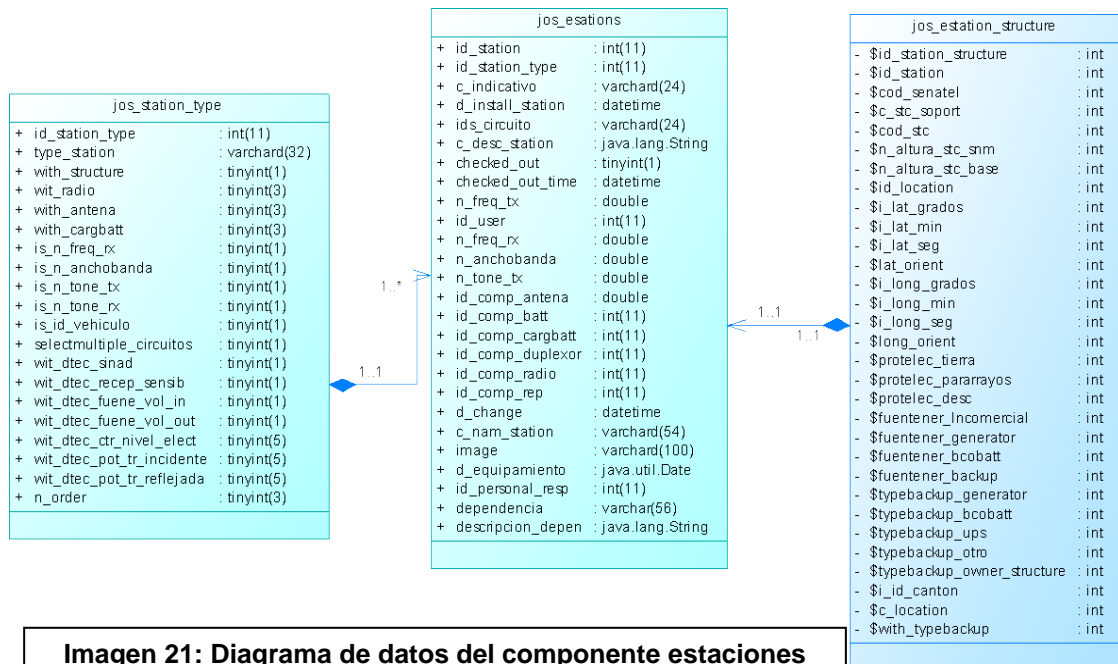 jos_station_type
+ id_station_type : int(11)
+ type_station : varchard(32)
+ with_structure : tinyint(1)
+ wit_radio : tinyint(3)
+ with_antena : tinyint(3)
+ with_cargbatt : tinyint(3)
+ is_n_freq_rx : tinyint(1)
+ is_n_anchobanda : tinyint(1)
+ is_n_tone_tx : tinyint(1)
+ is_n_tone_rx : tinyint(1)
+ is_id_vehiculo : tinyint(1)
+ selectmultiple_circuitos : tinyint(1)
+ wit_dtec_sinad : tinyint(1)
+ wit_dtec_recep_sensib : tinyint(1)
+ wit_dtec_fuene_vol_in : tinyint(1)
+ wit_dtec_fuene_vol_out : tinyint(1)
+ wit_dtec_ctr_nivel_elect : tinyint(5)
+ wit_dtec_pot_tr_incidente : tinyint(5)
+ wit_dtec_pot_tr_reflejada : tinyint(5)
+ n_order : tinyint(3)
1..1
1..*
jos_esations
+ id_station : int(11)
+ id_station_type : int(11)
+ c_indicativo : varchard(24)
+ d_install_station : datetime
+ ids_circuito : varchard(24)
+ c_desc_station : java.lang.String
+ checked_out : tinyint(1)
+ checked_out_time : datetime
+ n_freq_tx : double
+ id_user : int(11)
+ n_freq_rx : double
+ n_anchobanda : double
+ n_tone_tx : double
+ id_comp_antena : double
+ id_comp_batt : int(11)
+ id_comp_cargbatt : int(11)
+ id_comp_duplexor : int(11)
+ id_comp_radio : int(11)
+ id_comp_rep : int(11)
+ d_change : datetime
+ c_nam_station : varchard(54)
+ image : varchard(100)
+ d_equipamiento : java.util.Date
+ id_personal_resp : int(11)
+ dependencia : varchar(56)
+ descripcion_depen : java.lang.String
1..1
1..1
jos_estation_structure
- $id_station_structure : int
- $id_station : int
- $cod_senatel : int
- $c_stc_soport : int
- $cod_stc : int
- $n_altura_stc_snm : int
- $n_altura_stc_base : int
- $id_location : int
- $i_lat_grados : int
- $i_lat_min : int
- $i_lat_seg : int
- $lat_orient : int
- $i_long_grados : int
- $i_long_min : int
- $i_long_seg : int
- $long_orient : int
- $protelec_tierra : int
- $protelec_pararrayos : int
- $protelec_desc : int
- $fuentener_lncomercial : int
- $fuentener_generator : int
- $fuentener_bcobatt : int
- $fuentener_backup : int
- $typebackup_generator : int
- $typebackup_bcobatt : int
- $typebackup_ups : int
- $typebackup_otro : int
- $typebackup_owner_structure : int
- $i_id_canton : int
- $c_location : int
- $with_typebackup : int
Imagen 21: Diagrama de datos del componente estaciones